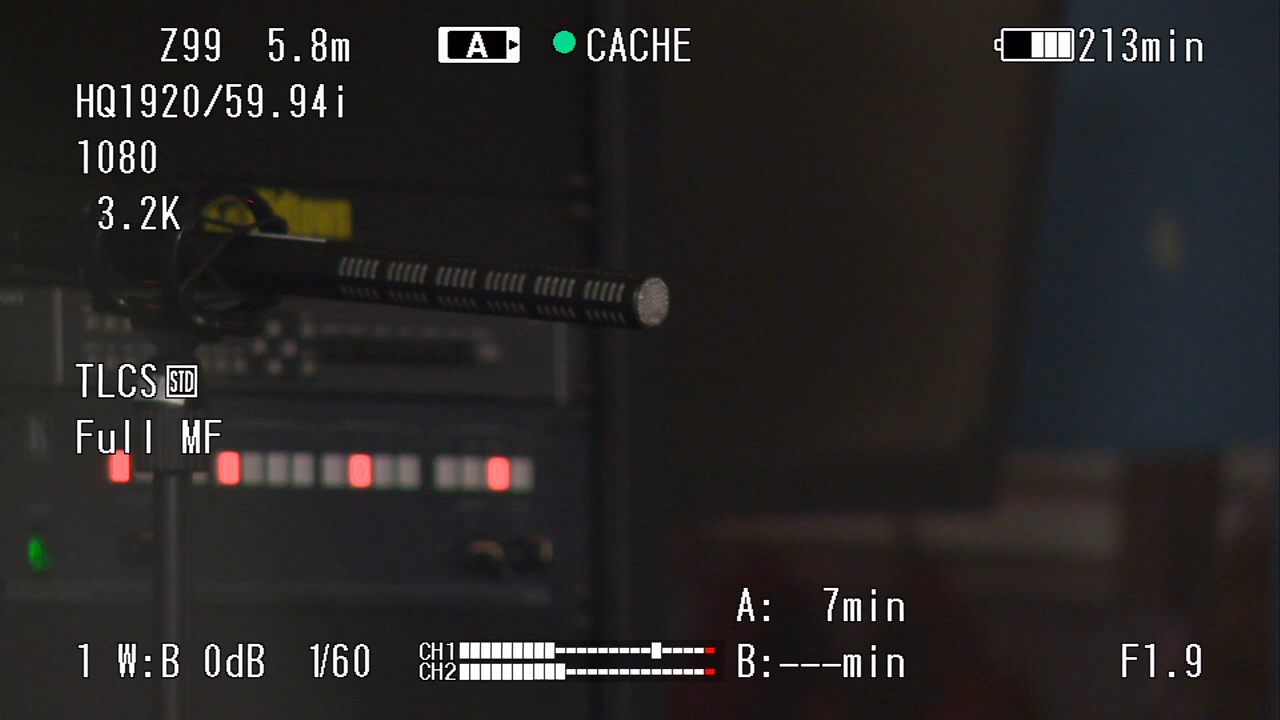 Z99 5.8m A CACHE 213min
HQ1920/59.94i
1080
3.2K
TLCS STD
Full MF
A: 7min
1 W:B 0dB 1/60 CH1 B:---min F1.9
CH2